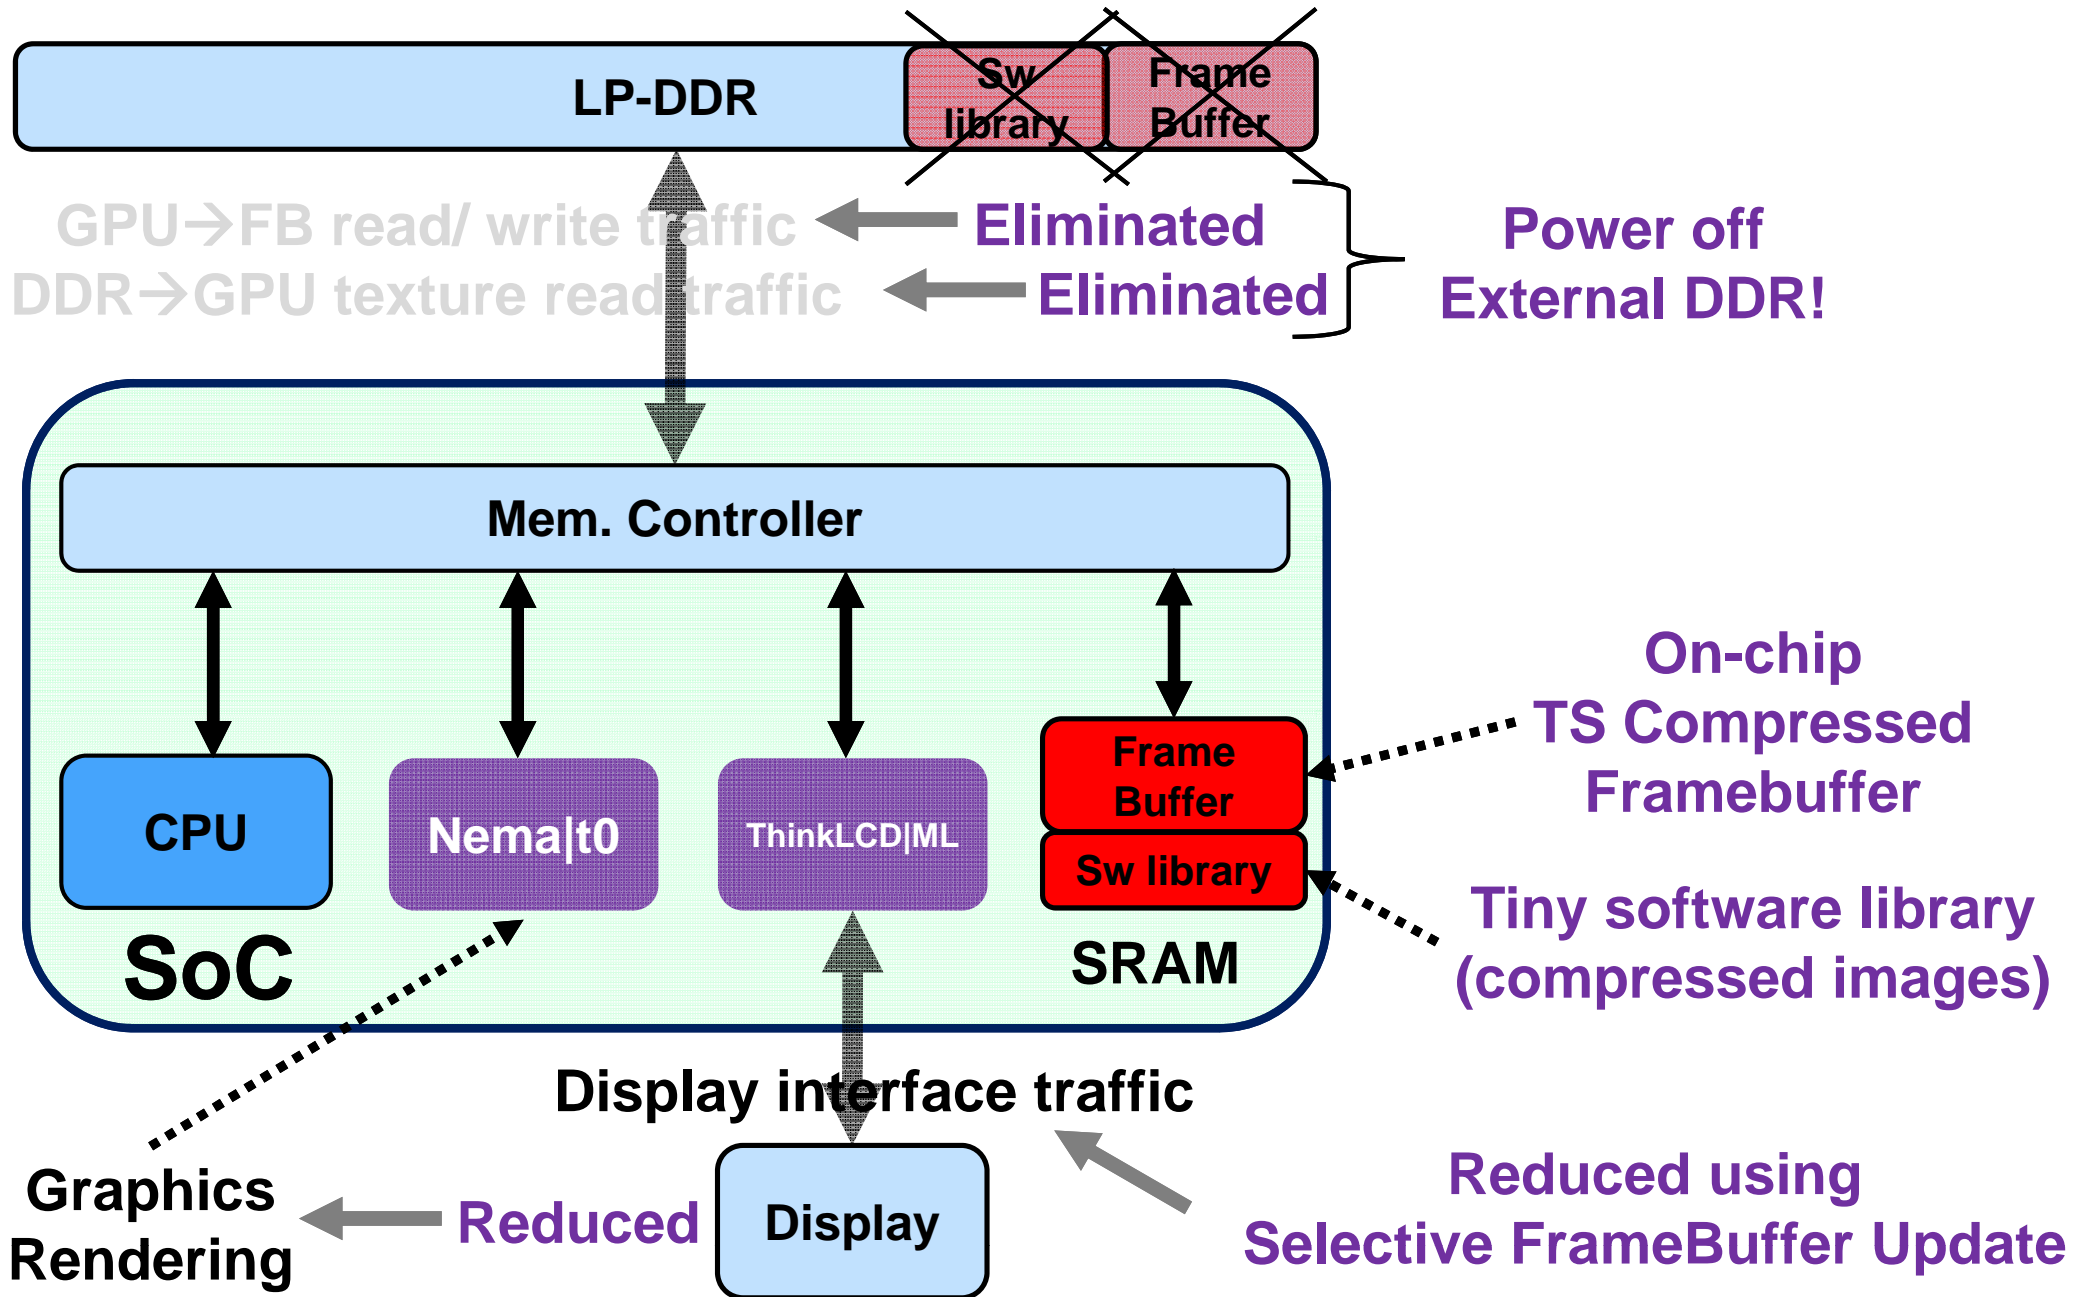 LP-DDR
Sw
library
Frame
Buffer
GPU→FB read/ write traffic
Eliminated
DDR→GPU texture read traffic
Eliminated
Power off
External DDR!
Mem. Controller
CPU
Nema|t0
ThinkLCD|ML
Frame
Buffer
Sw library
SoC
SRAM
On-chip
TS Compressed
Framebuffer
Tiny software library
(compressed images)
Display interface traffic
Graphics
Rendering
Reduced
Display
Reduced using
Selective FrameBuffer Update